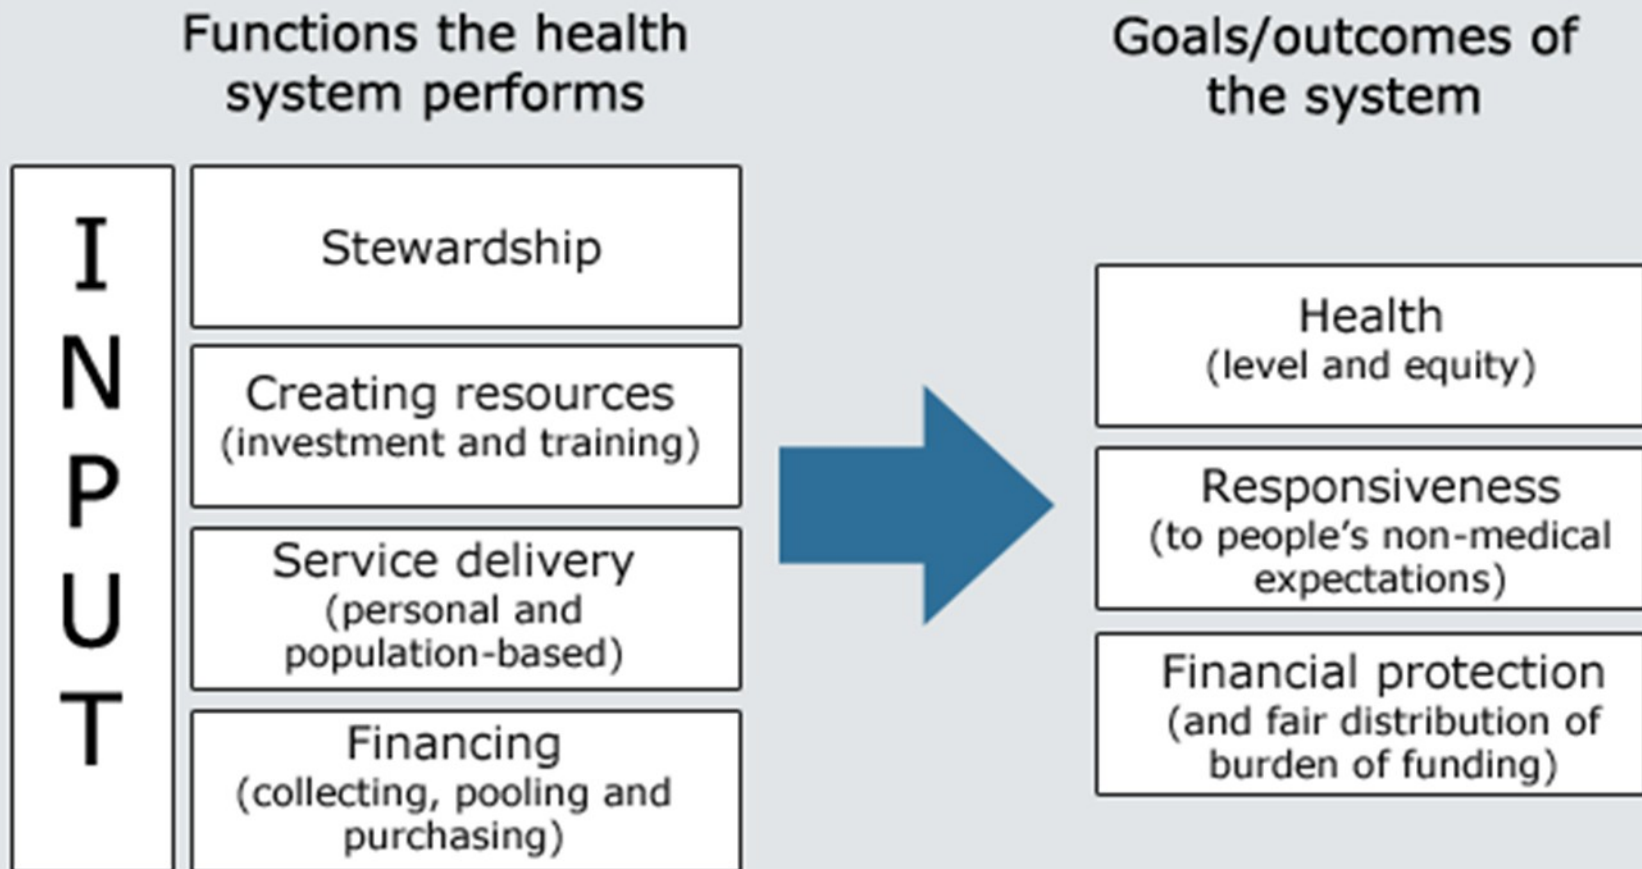 Functions the health
system performs
Goals/outcomes of
the system
I
N
P
U
T
Stewardship
Creating resources
(investment and training)
Service delivery
(personal and
population-based)
Financing
(collecting, pooling and
purchasing)
Health
(level and equity)
Responsiveness
(to people’s non-medical
expectations)
Financial protection
(and fair distribution of
burden of funding)